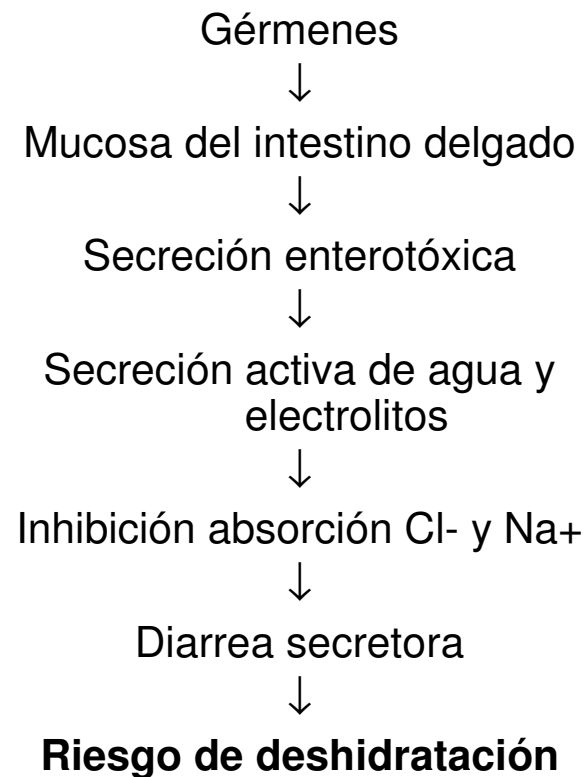 Gérmenes
↓
Mucosa del intestino delgado
↓
Secreción enterotóxica
↓
Secreción activa de agua y
electrolitos
↓
Inhibición absorción Cl- y Na+
↓
Diarrea secretora
↓
Riesgo de deshidratación